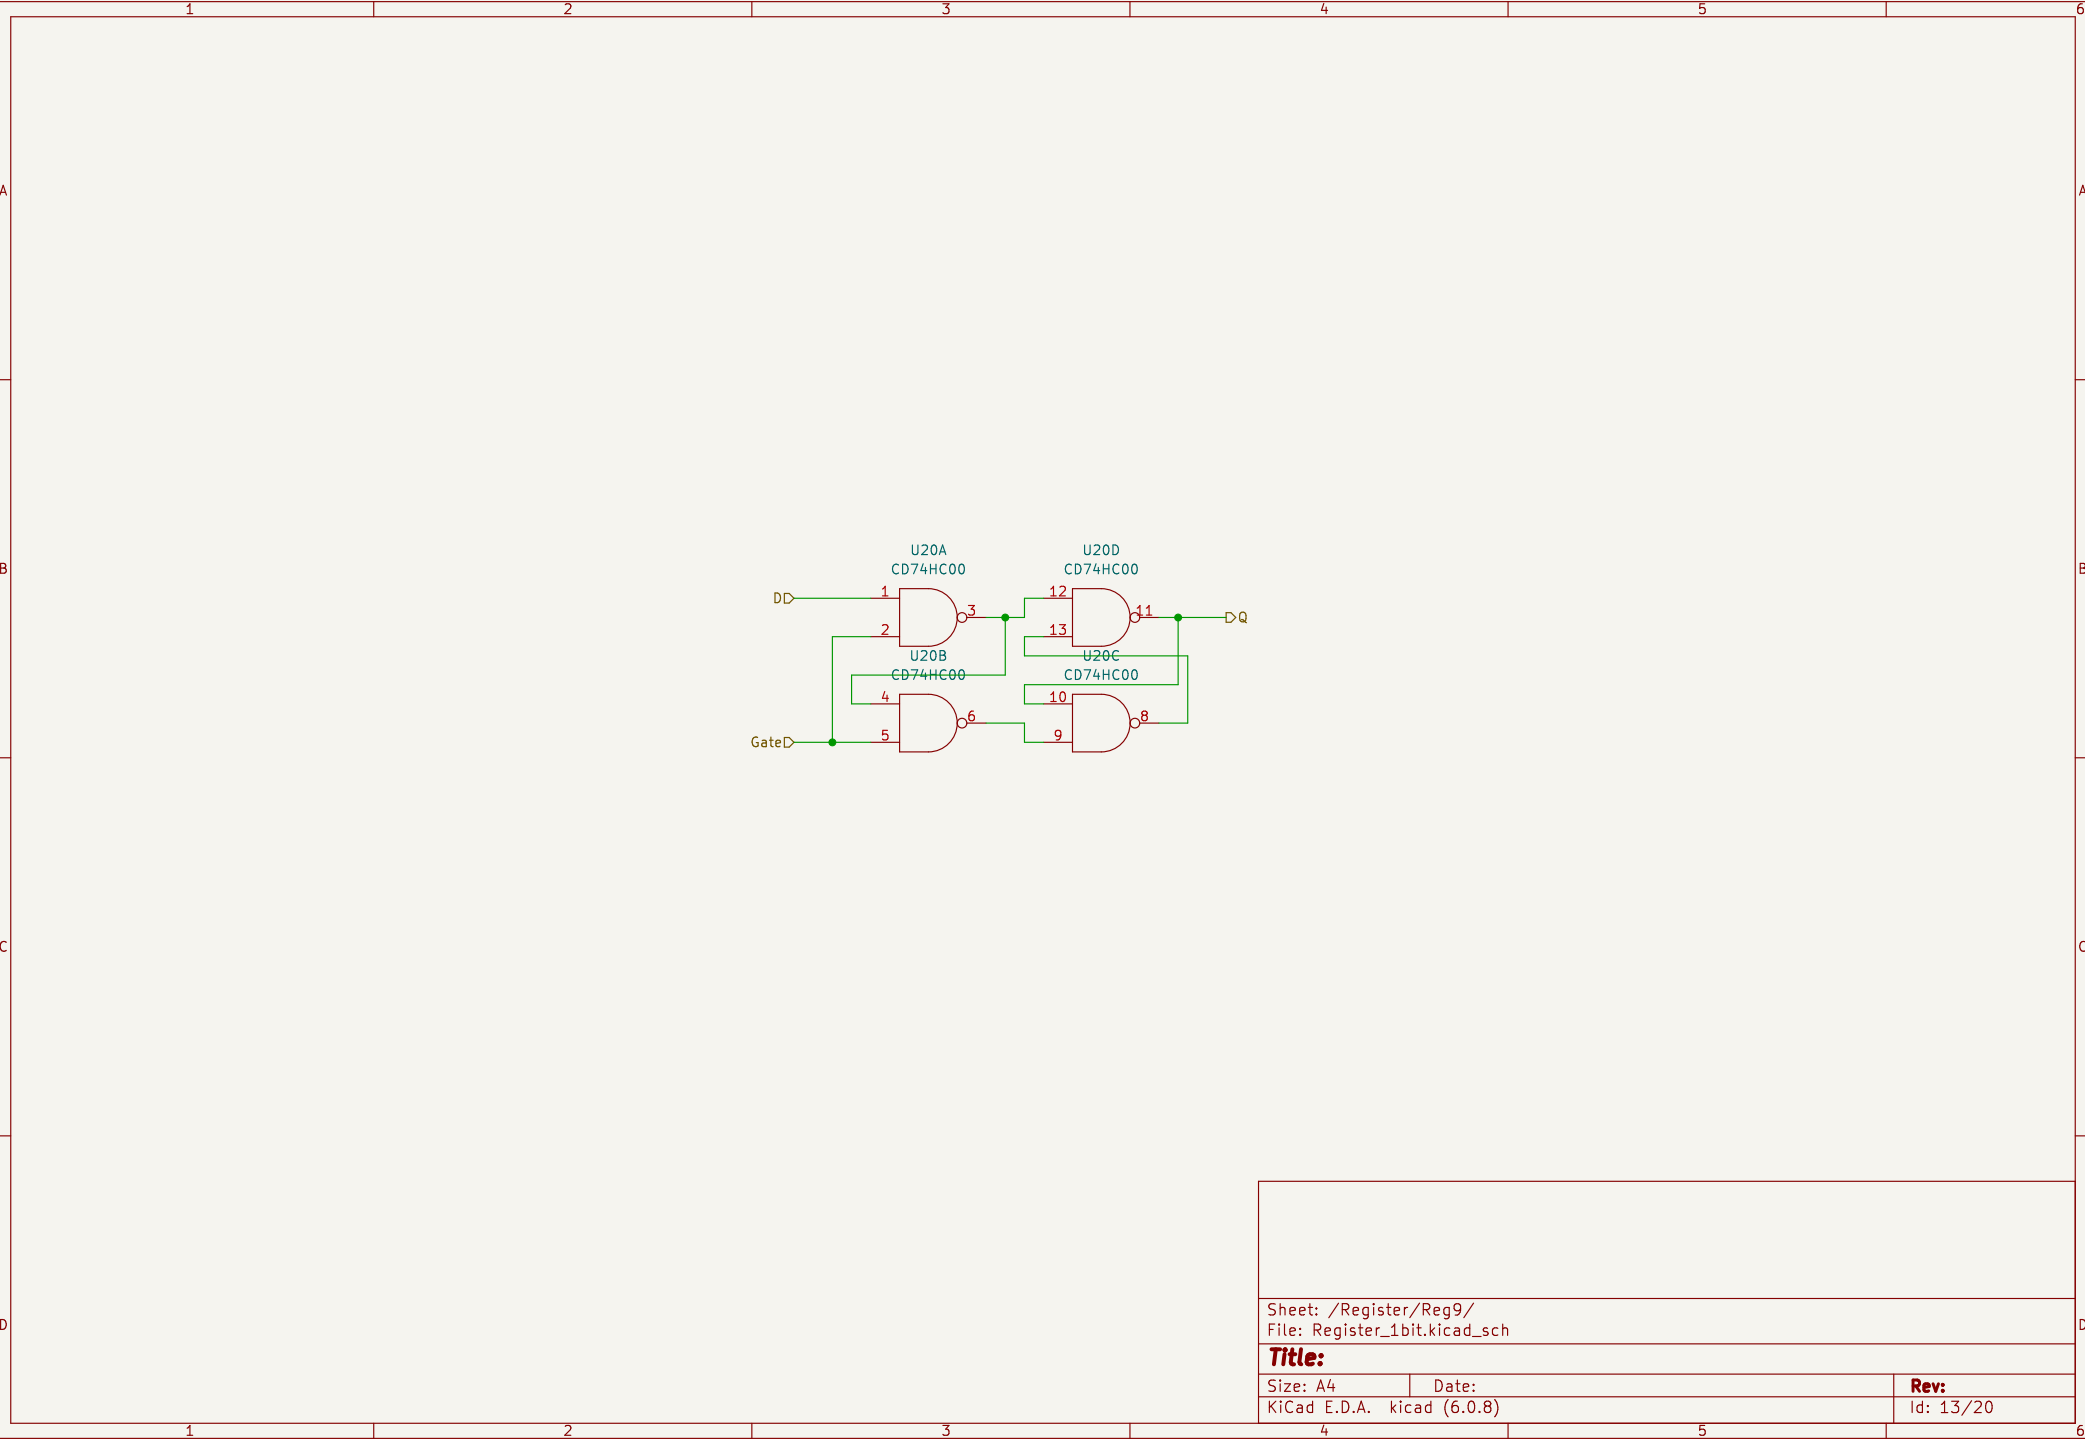 1 2 3 4 5 6
A A
U20A U20D
CD74HC00 CD74HC00
B B
D 1 3 12 11 Q
2 13
U20B U20C
CD74HC00 CD74HC00
4 6 10 8
Gate 5 9
C C
Sheet: /Register/Reg9/
File: Register_1bit.kicad_sch
D D
Title:
Size: A4 Date: Rev:
KiCad E.D.A. kicad (6.0.8) Id: 13/20
1 2 3 4 5 6